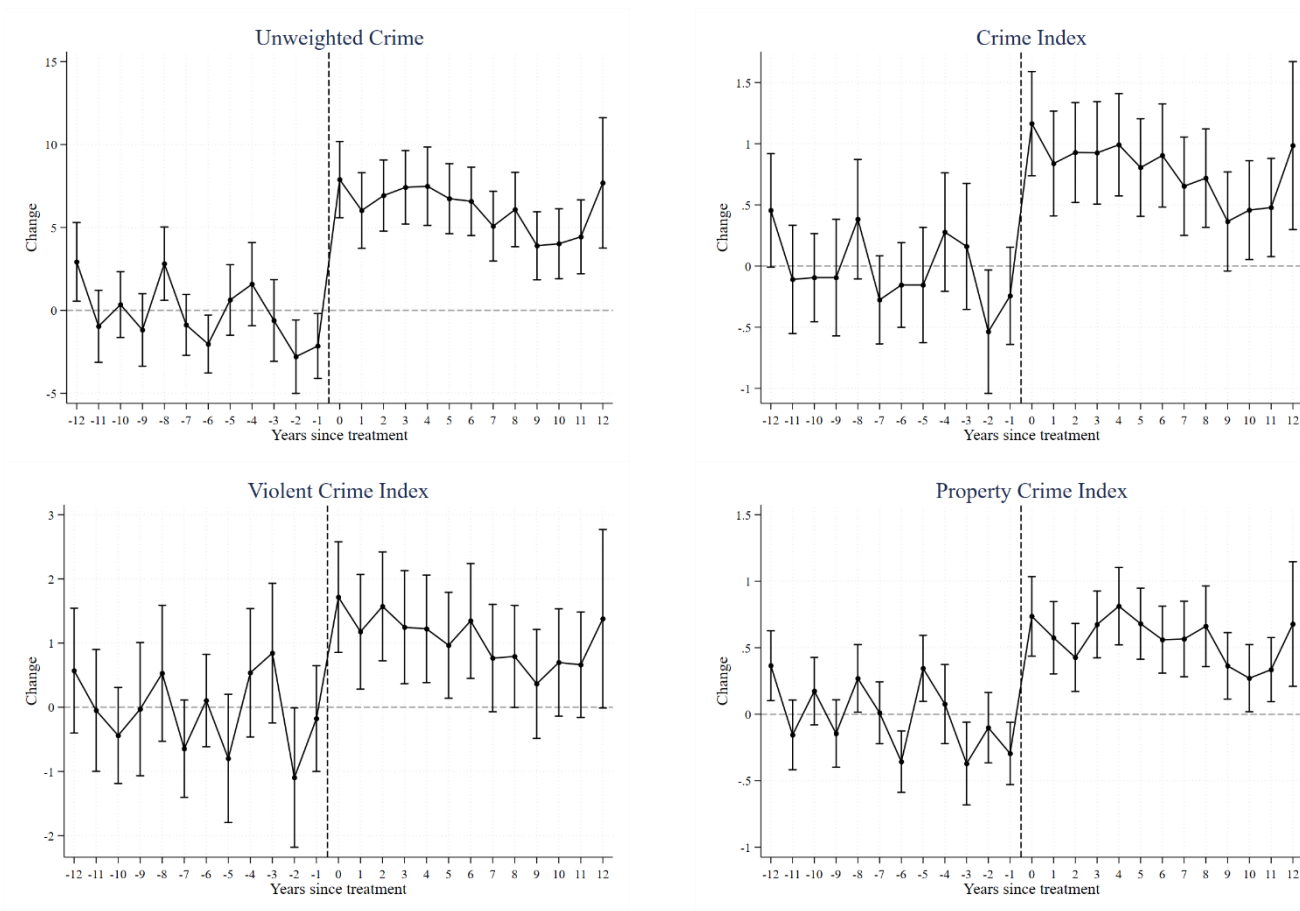 Unweighted Crime
15
10
5
0
-5
Change
-12 -11 -10 -9 -8 -7 -6 -5 -4 -3 -2 -1 0 1 2 3 4 5 6 7 8 9 10 11 12
Years since treatment
Crime Index
1.5
1
.5
0
-.5
-1
Change
-12 -11 -10 -9 -8 -7 -6 -5 -4 -3 -2 -1 0 1 2 3 4 5 6 7 8 9 10 11 12
Years since treatment
Violent Crime Index
3
2
1
0
-1
-2
Change
-12 -11 -10 -9 -8 -7 -6 -5 -4 -3 -2 -1 0 1 2 3 4 5 6 7 8 9 10 11 12
Years since treatment
Property Crime Index
1.5
1
.5
0
-.5
-1
Change
-12 -11 -10 -9 -8 -7 -6 -5 -4 -3 -2 -1 0 1 2 3 4 5 6 7 8 9 10 11 12
Years since treatment